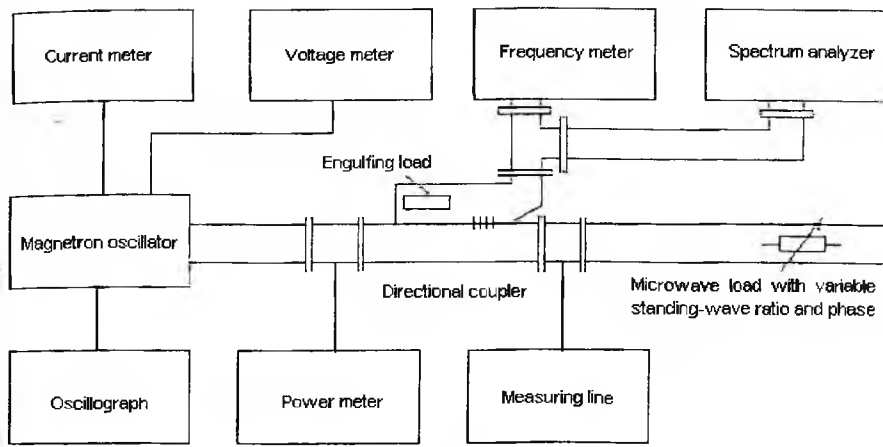 Current meter
Voltage meter
Frequency meter
Spectrum analyzer
Engulfing load
Magnetron oscillator
Directional coupler
Microwave load with variable
standing-wave ratio and phase
Oscillograph
Power meter
Measuring line